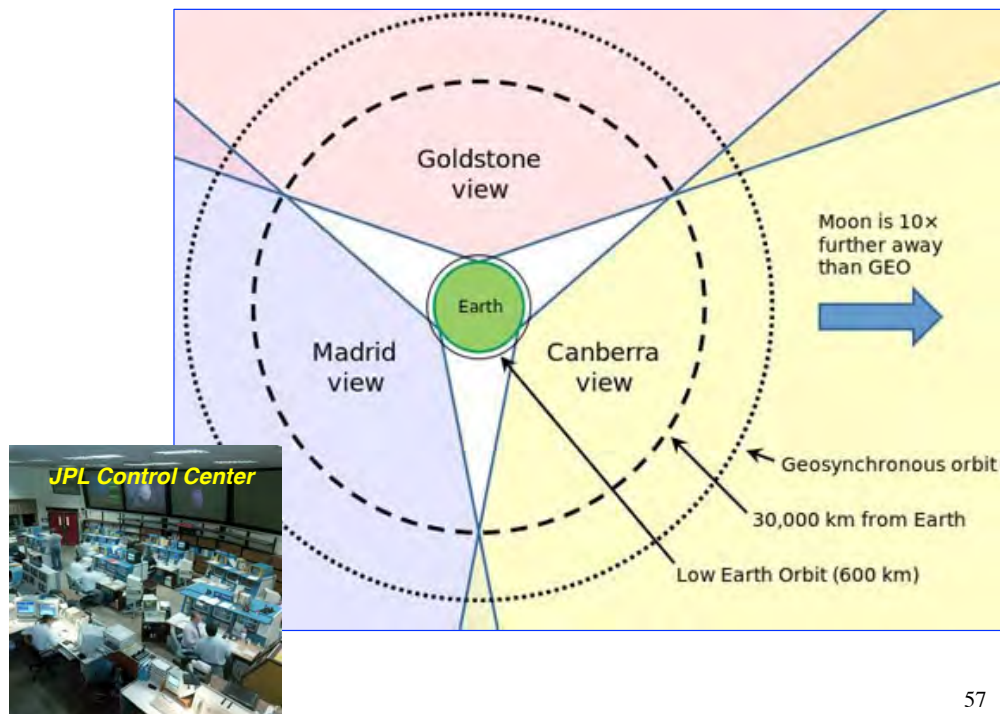 Goldstone
view
Moon is 10×
further away
than GEO
Earth
Madrid
view
Canberra
view
JPL Control Center
Geosynchronous orbit
30,000 km from Earth
Low Earth Orbit (600 km)
57